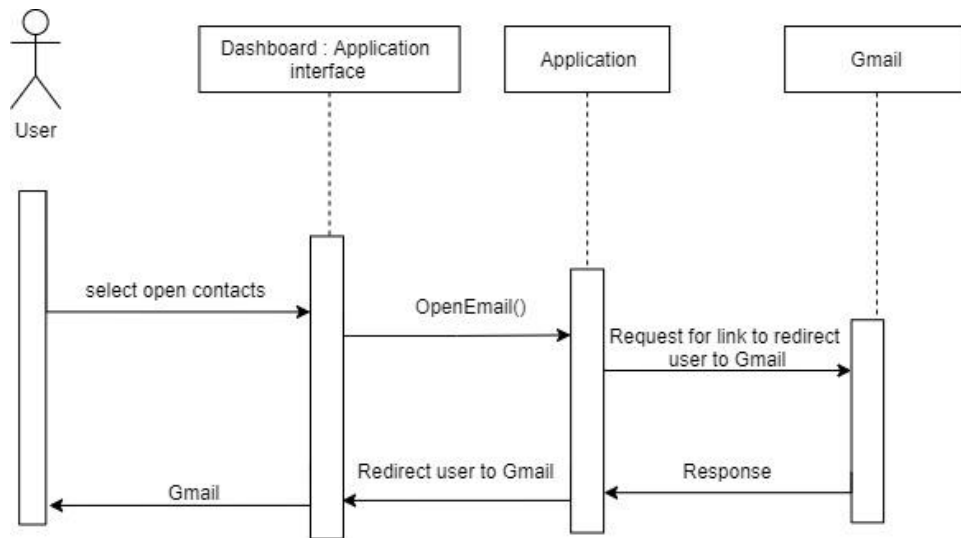 Dashboard : Application
interface
Application
Gmail
User
select open contacts
OpenEmail()
Request for link to redirect
user to Gmail
Redirect user to Gmail
Response
Gmail